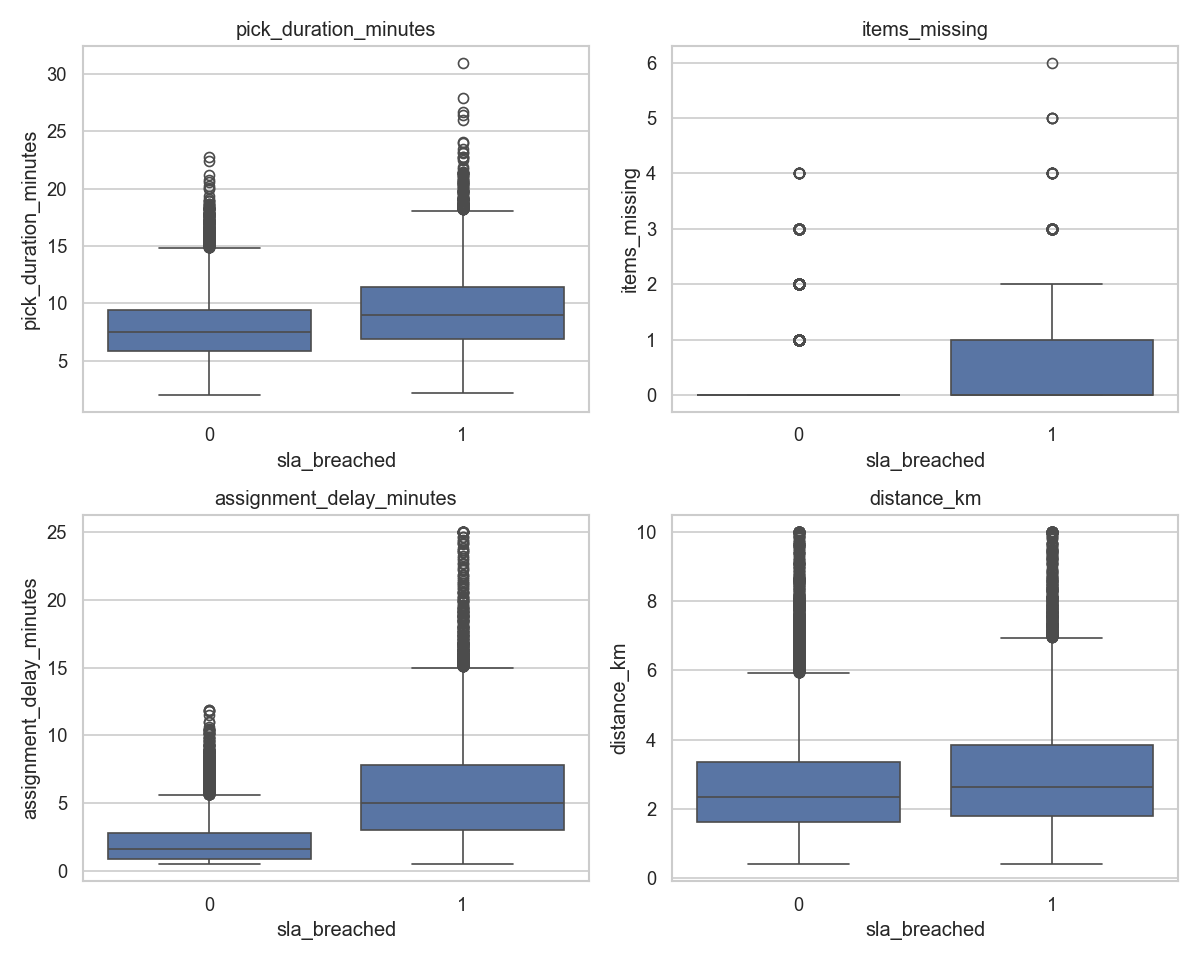 pick_duration_minutes
pick_duration_minutes
30
25
20
15
10
5
0
1
sla_breached
items_missing
items_missing
6
5
4
3
2
1
0
0
1
sla_breached
assignment_delay_minutes
assignment_delay_minutes
25
20
15
10
5
0
0
1
sla_breached
distance_km
distance_km
10
8
6
4
2
0
0
1
sla_breached